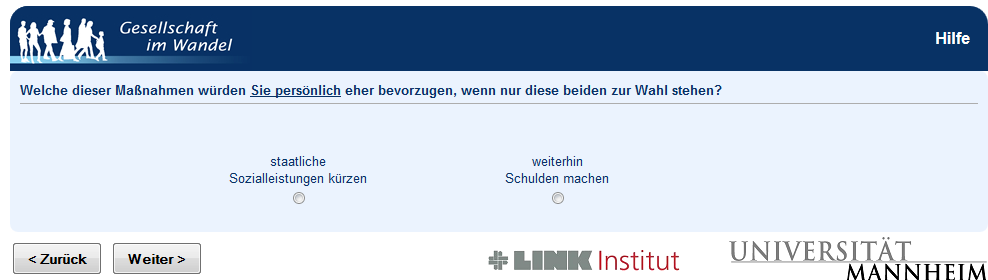 Gesellschaft
im Wandel
Hilfe
Welche dieser Maßnahmen würden Sie persönlich eher bevorzugen, wenn nur diese beiden zur Wahl stehen?
staatliche
Sozialleistungen kürzen
weiterhin
Schulden machen
< Zurück
Weiter >
LINK Institut
UNIVERSITÄT
MANNHEIM